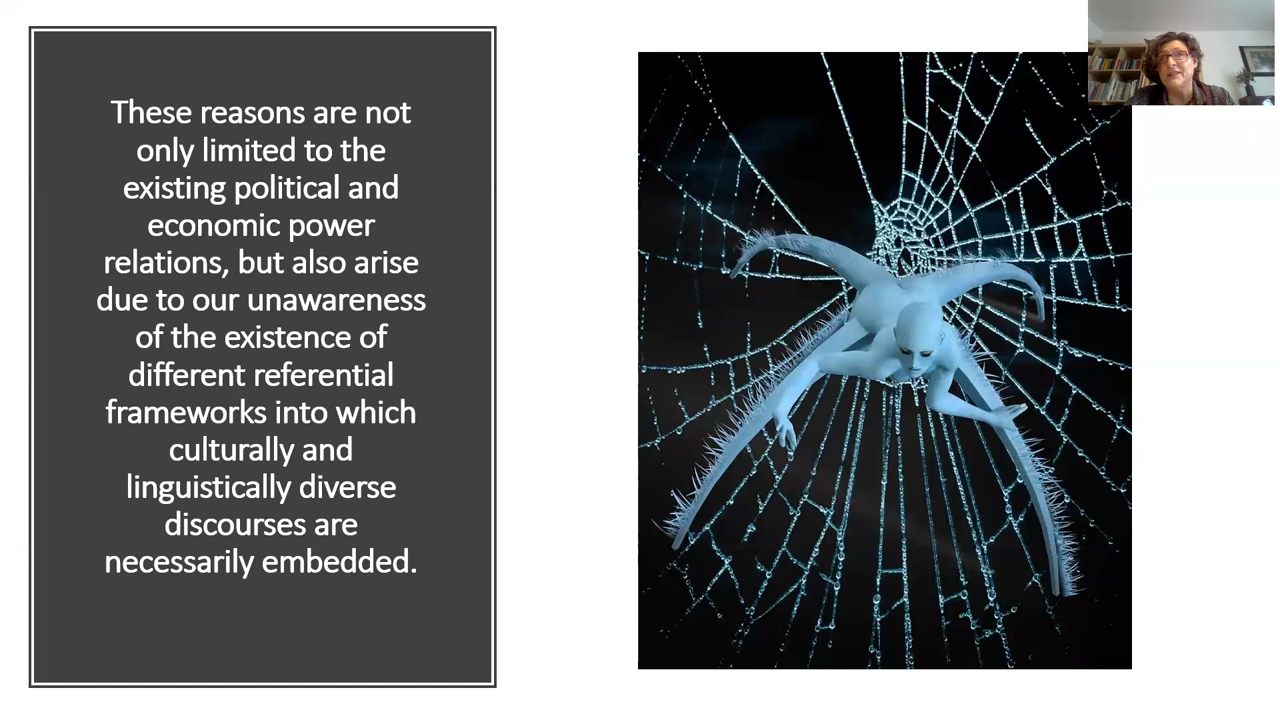 These reasons are not
only limited to the
existing political and
economic power
relations, but also arise
due to our unawareness
of the existence of
different referential
frameworks into which
culturally and
linguistically diverse
discourses are
necessarily embedded.